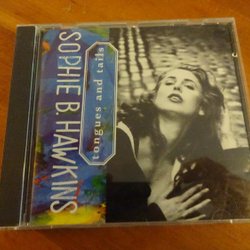 SOPHIE B. HAWKINS
tongues and tails